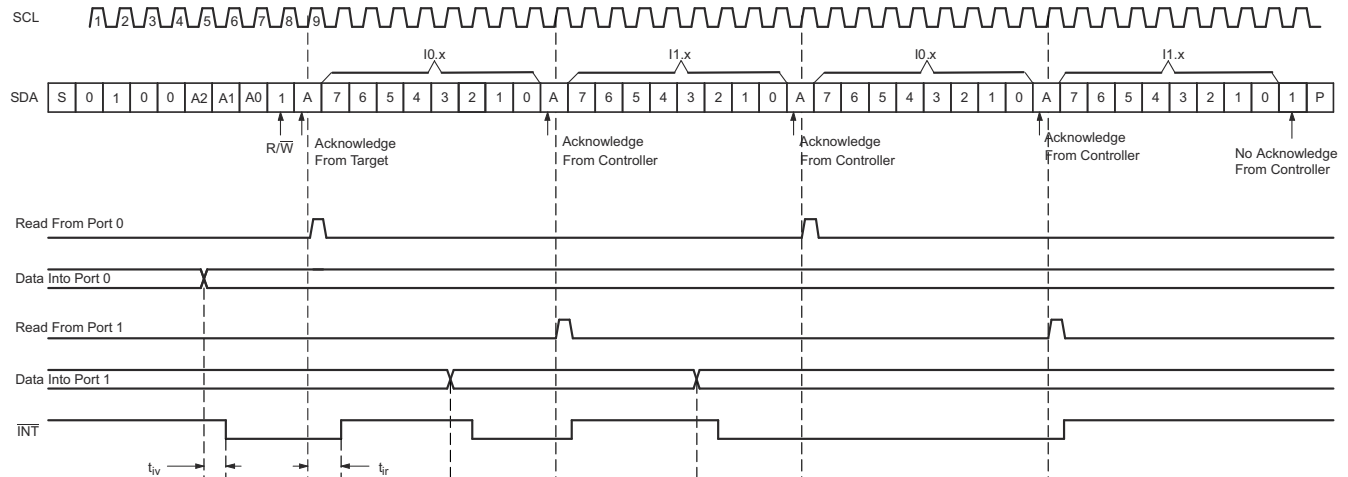 SCL 1 2 3 4 5 6 7 8 9
I0.x I1.x I0.x I1.x
SDA S 0 1 0 0 A2 A1 A0 1 A 7 6 5 4 3 2 1 0 A 7 6 5 4 3 2 1 0 A 7 6 5 4 3 2 1 0 A 7 6 5 4 3 2 1 0 1 P
R/W
Acknowledge
From Target
Acknowledge
From Controller
Acknowledge
From Controller
Acknowledge
From Controller
No Acknowledge
From Controller
Read From Port 0
Data Into Port 0
Read From Port 1
Data Into Port 1
INT
tiv tir